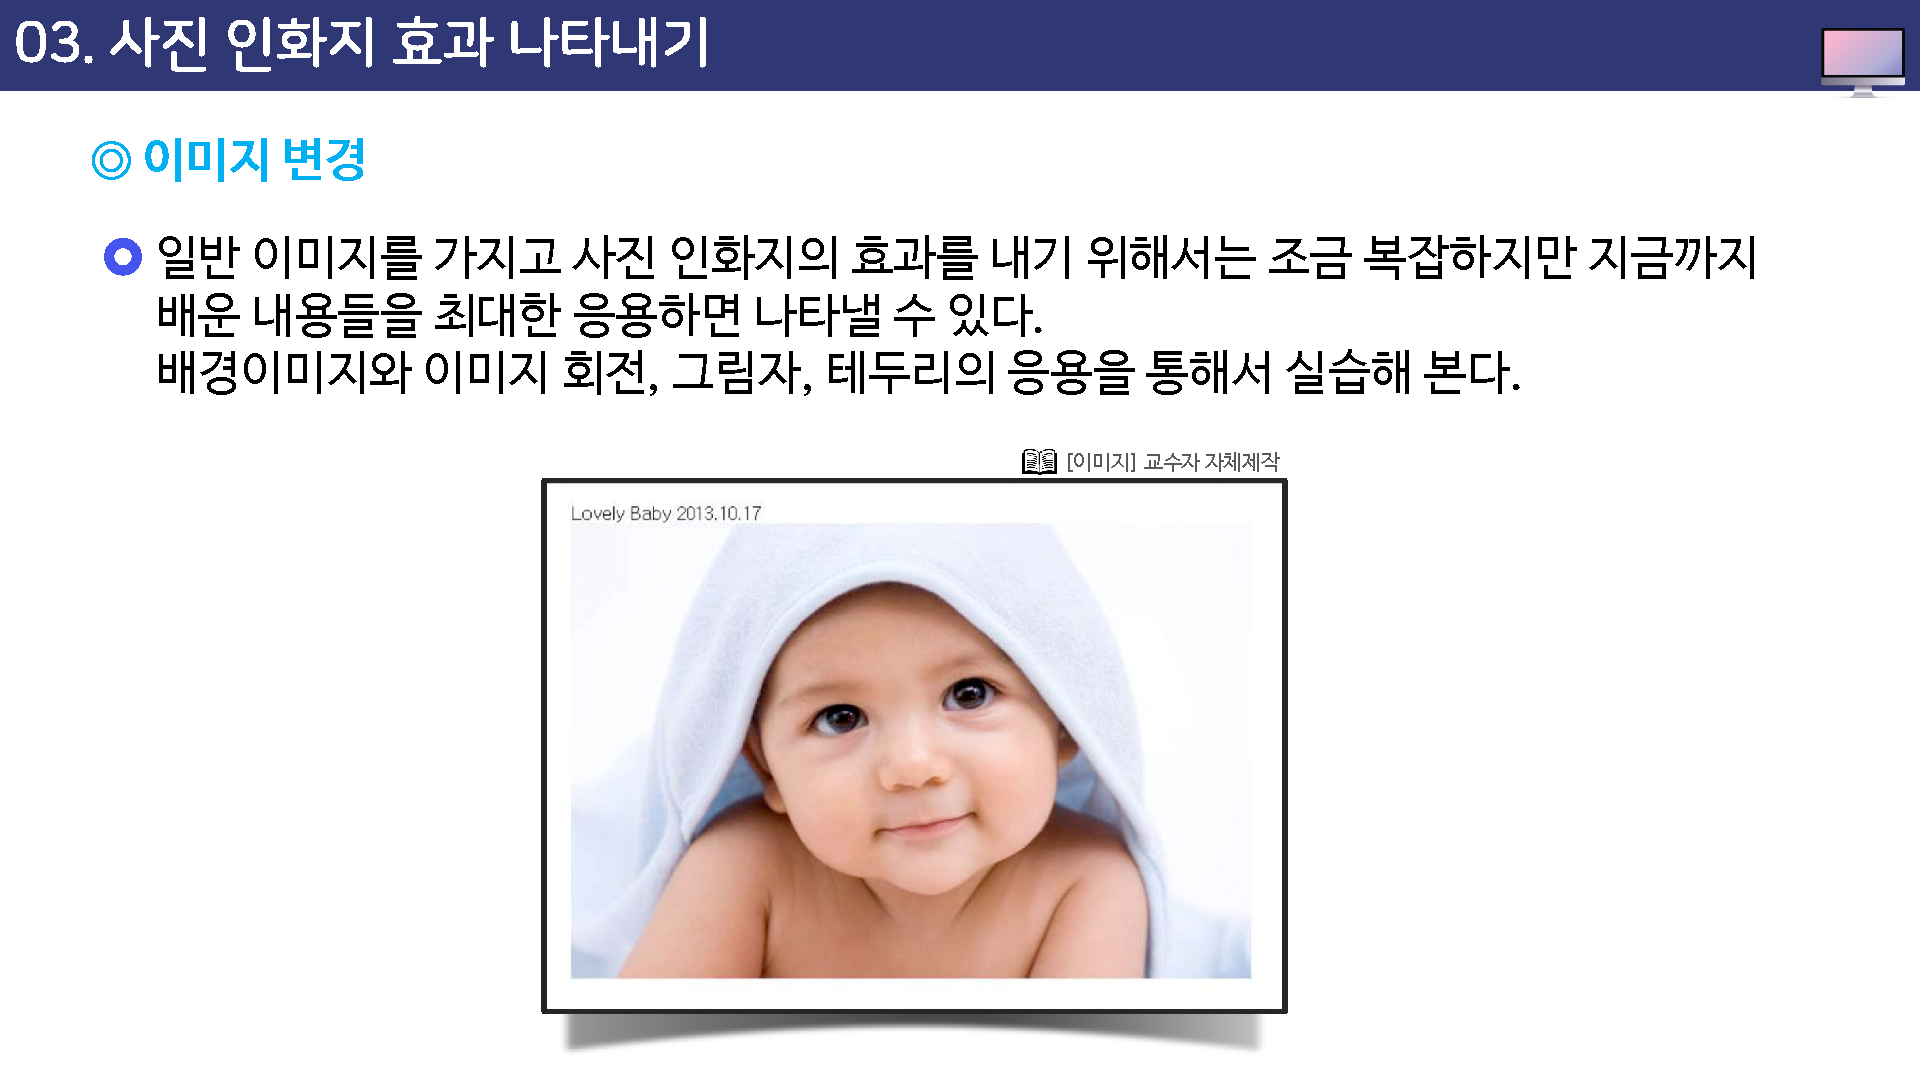 03. 사진 인화지 효과 나타내기
◎ 이미지 변경
일반 이미지를 가지고 사진 인화지의 효과를 내기 위해서는 조금 복잡하지만 지금까지
배운 내용들을 최대한 응용하면 나타낼 수 있다.
배경이미지와 이미지 회전, 그림자, 테두리의 응용을 통해서 실습해 본다.
[이미지] 교수자 자체제작
Lovely Baby 2013.10.17